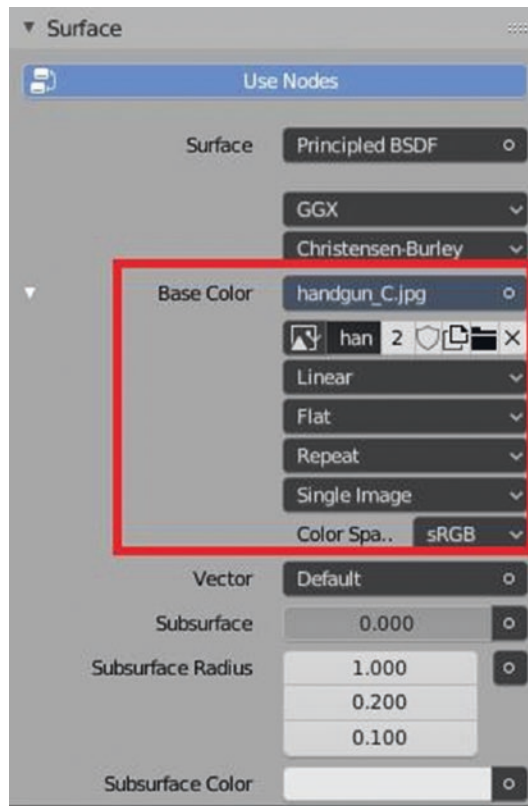 Surface
Use Nodes
Surface Principled BSDF
GGX
Christensen-Burley
Base Color handgun_C.jpg
han 2
Linear
Flat
Repeat
Single Image
Color Spa.. sRGB
Vector Default
Subsurface 0.000
Subsurface Radius 1.000
0.200
0.100
Subsurface Color